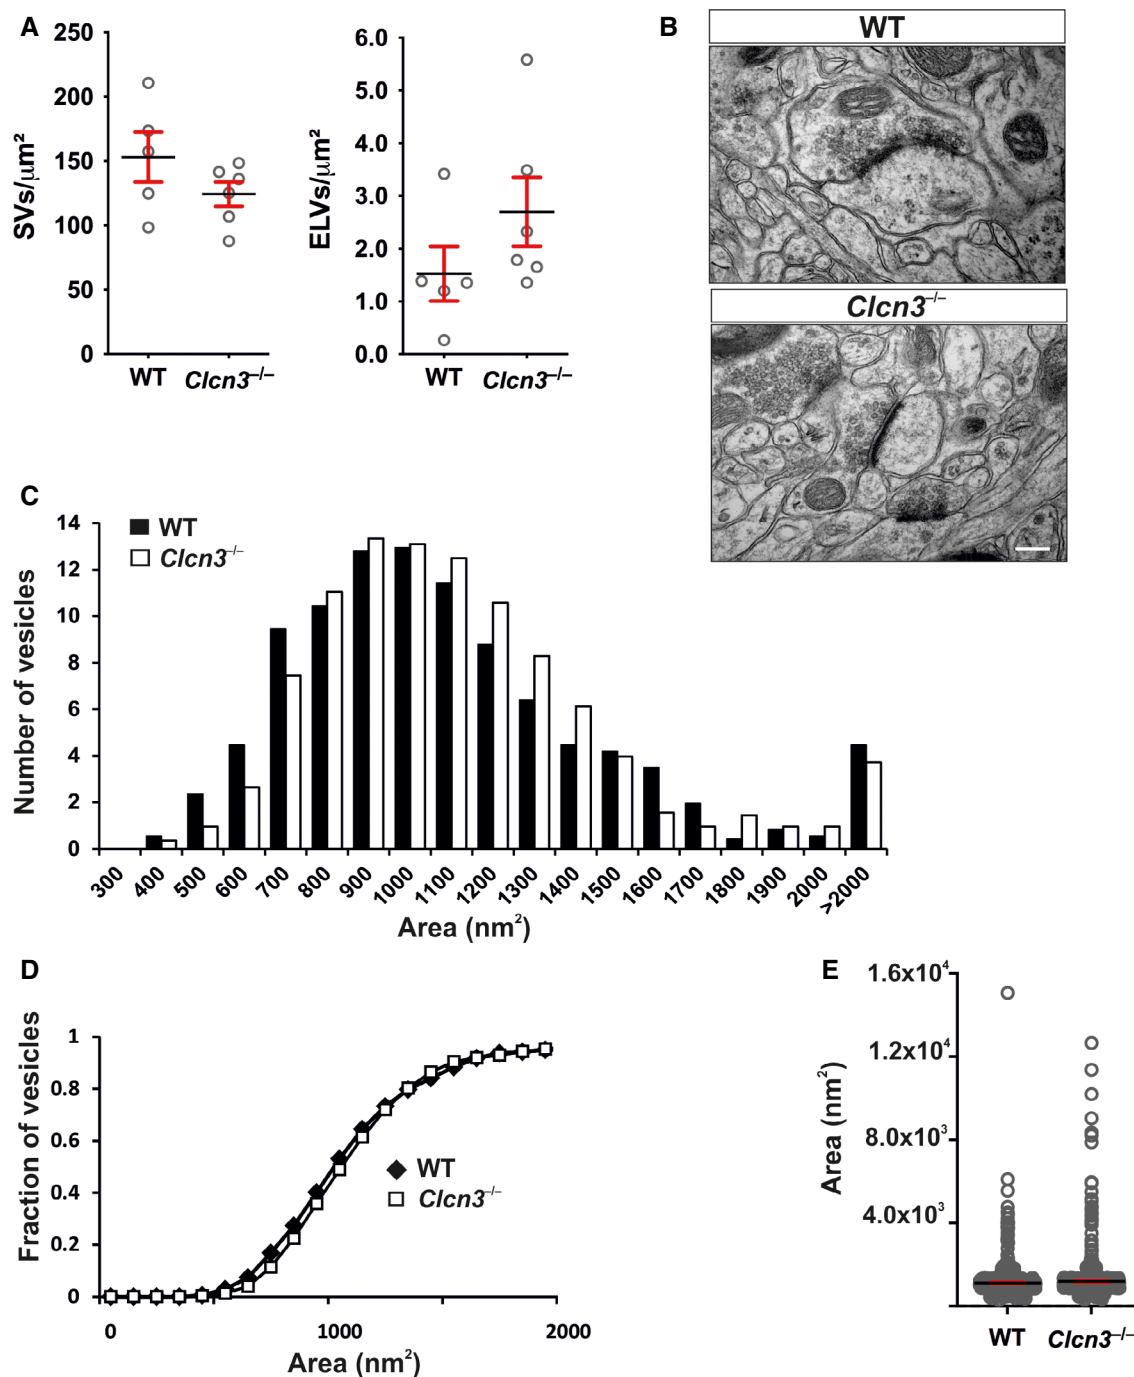 A
250
200
150
100
50
0
SVs/μm²
WT
Clcn3–/–
6.0
5.0
4.0
3.0
2.0
1.0
0.0
ELVs/μm²
WT
Clcn3–/–
B
WT
Clcn3–/–
C
WT
Clcn3–/–
14
12
10
8
6
4
2
0
Number of vesicles
300 400 500 600 700 800 900 1000 1100 1200 1300 1400 1500 1600 1700 1800 1900 2000 >2000
Area (nm²)
D
1
0.8
0.6
0.4
0.2
0
Fraction of vesicles
WT
Clcn3–/–
0 1000 2000
Area (nm²)
E
1.6x10⁴
1.2x10⁴
8.0x10³
4.0x10³
Area (nm²)
WT
Clcn3–/–